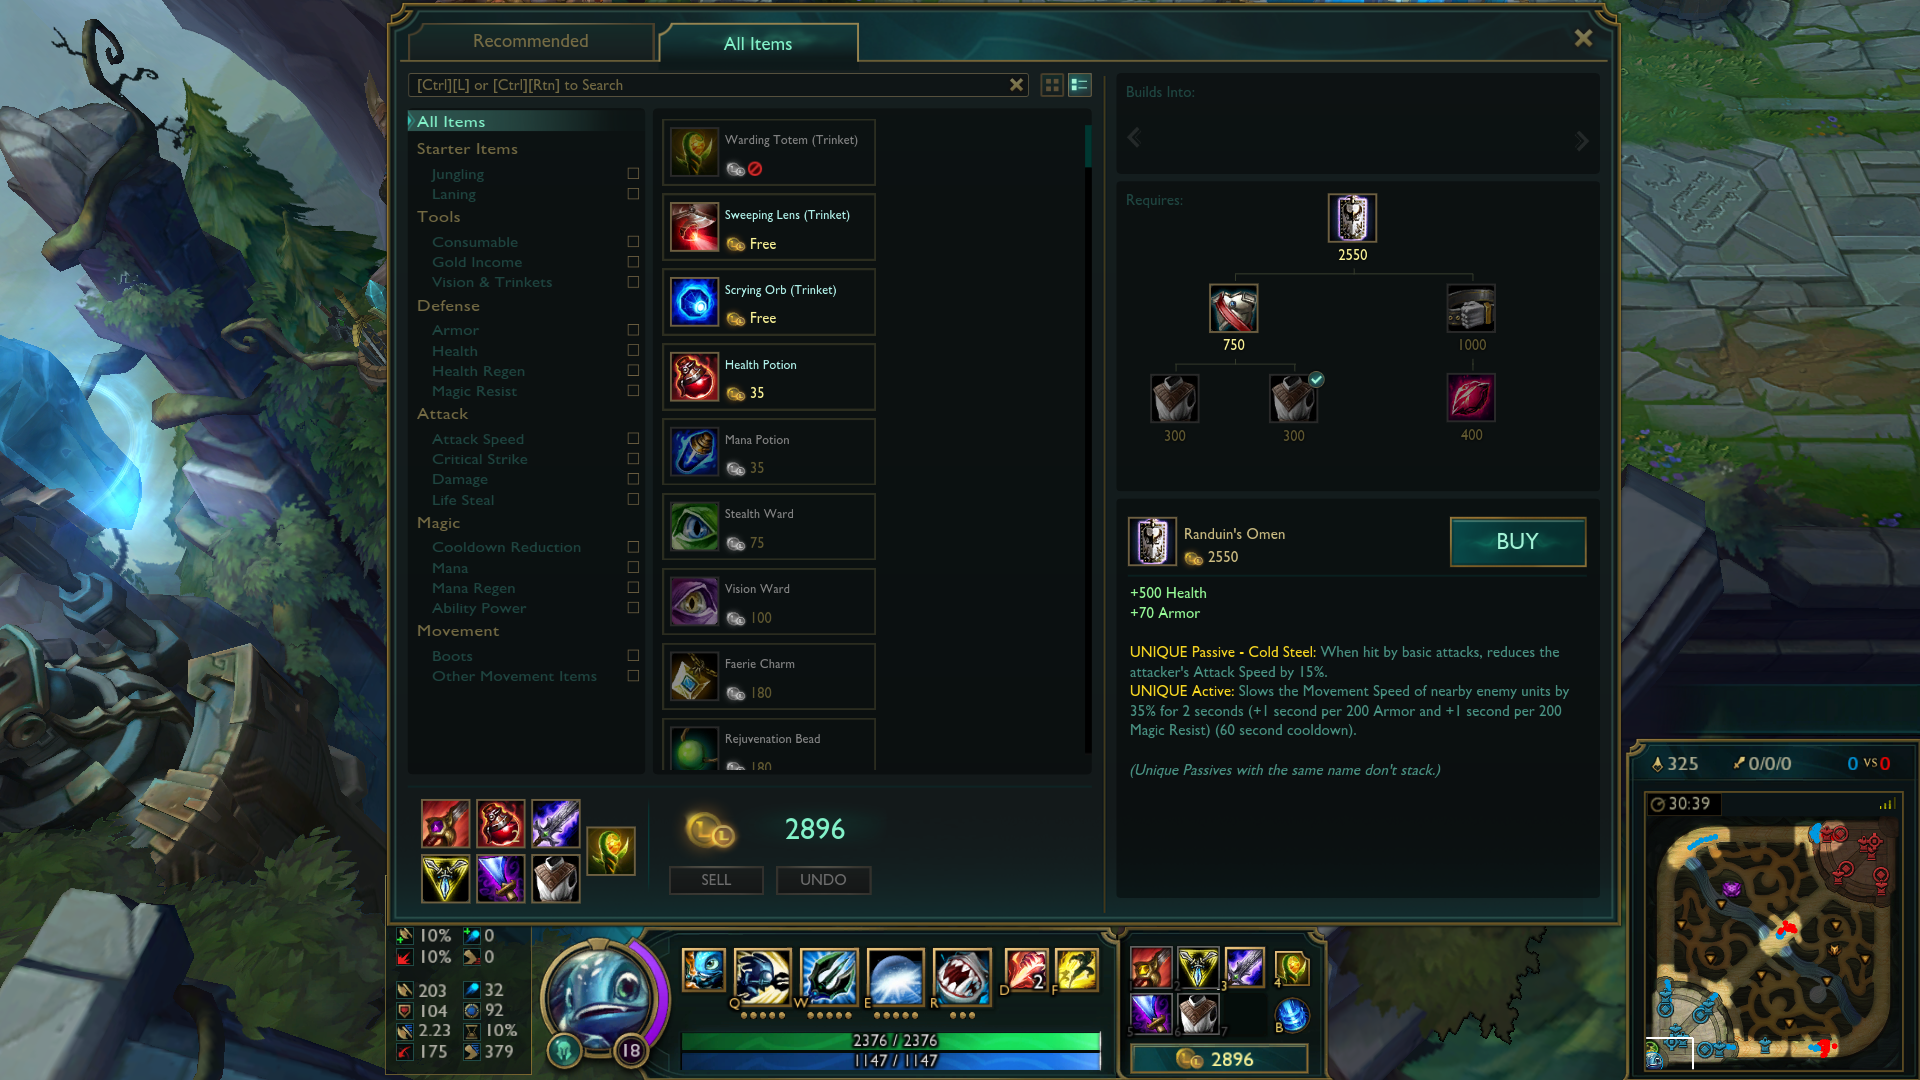 Recommended
All Items
[Ctrl][L] or [Ctrl][Rtn] to Search
All Items
Starter Items
Jungling
Laning
Tools
Consumable
Gold Income
Vision & Trinkets
Defense
Armor
Health
Health Regen
Magic Resist
Attack
Attack Speed
Critical Strike
Damage
Life Steal
Magic
Cooldown Reduction
Mana
Mana Regen
Ability Power
Movement
Boots
Other Movement Items
Warding Totem (Trinket)
Sweeping Lens (Trinket)
Free
Scrying Orb (Trinket)
Free
Health Potion
35
Mana Potion
35
Stealth Ward
75
Vision Ward
100
Faerie Charm
180
Rejuvenation Bead
180
Builds Into:
Requires:
2550
750
1000
300
300
400
Randuin's Omen
2550
BUY
+500 Health
+70 Armor
UNIQUE Passive - Cold Steel: When hit by basic attacks, reduces the
attacker's Attack Speed by 15%.
UNIQUE Active: Slows the Movement Speed of nearby enemy units by
35% for 2 seconds (+1 second per 200 Armor and +1 second per 200
Magic Resist) (60 second cooldown).
(Unique Passives with the same name don't stack.)
2896
SELL
UNDO
10% 0
10% 0
203 32
104 92
2.23 10%
175 379
18
Q
W
E
R
D
2
F
2376 / 2376
1147 / 1147
2
3
4
5
7
B
2896
325
0/0/0
0 VS 0
30:39